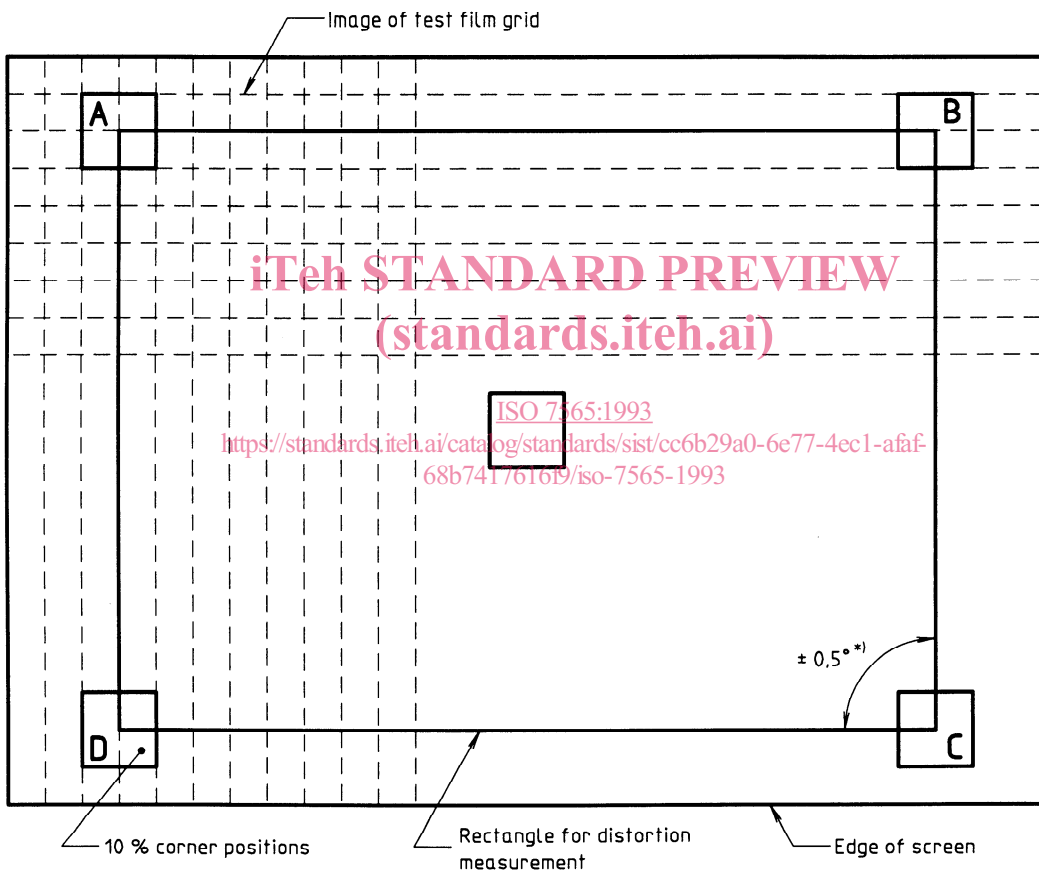 Image of test film grid
A
B
iTeh STANDARD PREVIEW
(standards.iteh.ai)
ISO 7565:1993
https://standards.iteh.ai/catalog/standards/sist/cc6b29a0-6e77-4ec1-afaf-
68b7417616f9/iso-7565-1993
± 0,5° *)
D
C
10 % corner positions
Rectangle for distortion
measurement
Edge of screen